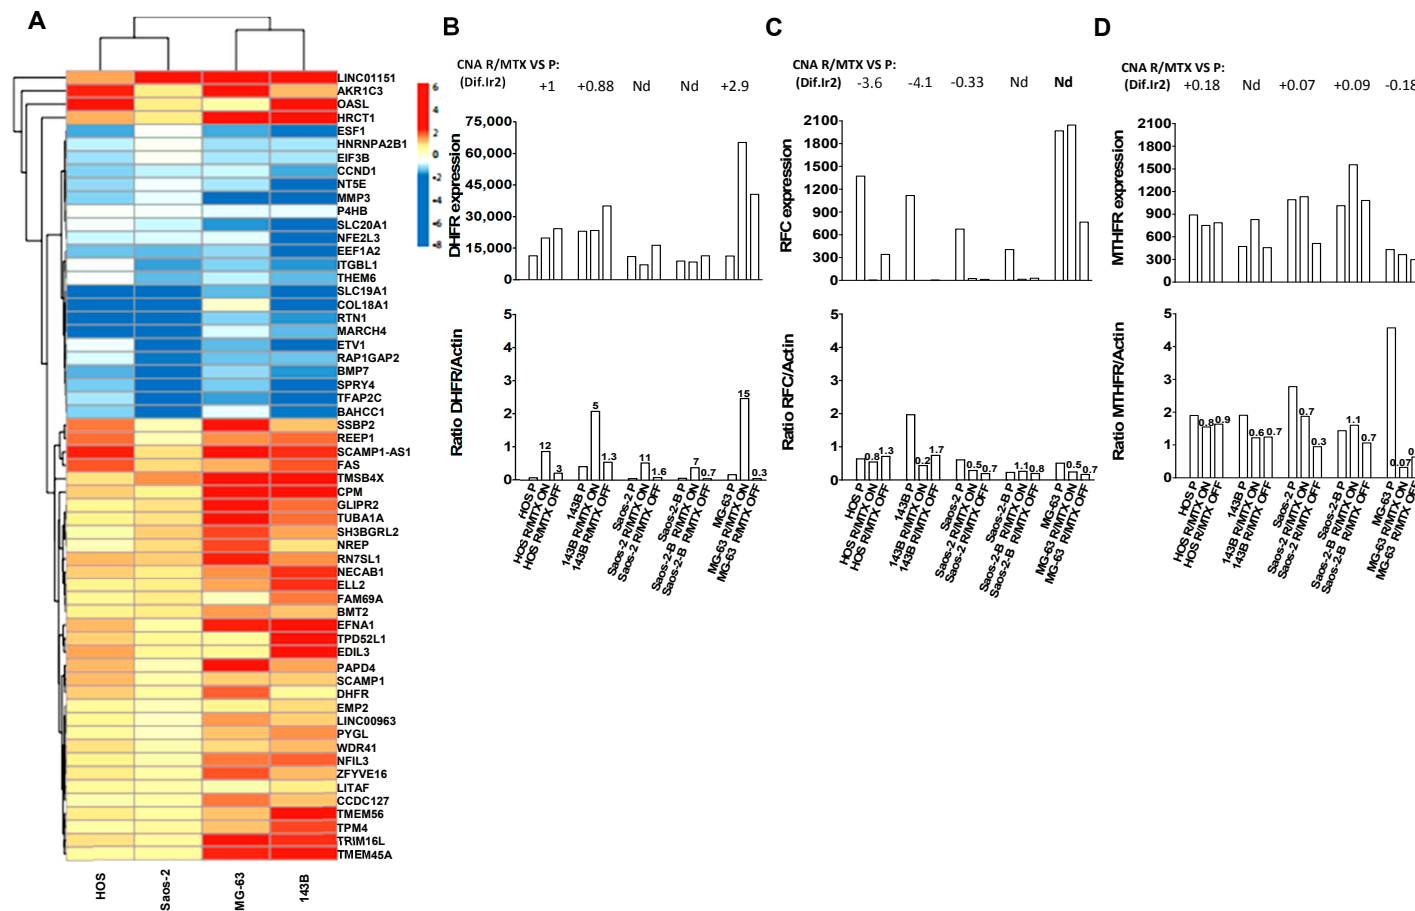 A
LINC01151
AKR1C3
OASL
HRCT1
ESF1
HNRNPA2B1
EIF3B
CCND1
NT5E
MMP3
P4HB
SLC20A1
NFE2L3
EEF1A2
ITGBL1
THEM6
SLC19A1
COL18A1
RTN1
MARCH4
ETV1
RAP1GAP2
BMP7
SPRY4
TFAP2C
BAHCC1
SSBP2
REEP1
SCAMP1-AS1
FAS
TMSB4X
CPM
GLIPR2
TUBA1A
SH3BGRL2
NREP
RN7SL1
NECAB1
ELL2
FAM69A
BMT2
EFNA1
TPD52L1
EDIL3
PAPD4
SCAMP1
DHFR
EMP2
LINC00963
PYGL
WDR41
NFIL3
ZFYVE16
LITAF
CCDC127
TMEM56
TPM4
TRIM16L
TMEM45A
HOS
Saos-2
MG-63
143B
6
4
2
0
-2
-4
-6
-8
B
CNA R/MTX VS P:
(Dif.lr2)
+1 +0.88 Nd Nd +2.9
DHFR expression
75,000
60,000
45,000
30,000
15,000
0
Ratio DHFR/Actin
5
4
3
2
1
0
12 3 5 1.3 11 1.6 7 0.7 15 0.3
HOS P
HOS R/MTX ON
HOS R/MTX OFF
143B P
143B R/MTX ON
143B R/MTX OFF
Saos-2 P
Saos-2 R/MTX ON
Saos-2 R/MTX OFF
Saos-2-B P
Saos-2-B R/MTX ON
Saos-2-B R/MTX OFF
MG-63 P
MG-63 R/MTX ON
MG-63 R/MTX OFF
C
CNA R/MTX VS P:
(Dif.lr2)
-3.6 -4.1 -0.33 Nd Nd
RFC expression
2100
1800
1500
1200
900
600
300
0
Ratio RFC/Actin
5
4
3
2
1
0
0.8 1.3 0.2 1.7 0.5 0.7 1.1 0.8 0.5 0.7
HOS P
HOS R/MTX ON
HOS R/MTX OFF
143B P
143B R/MTX ON
143B R/MTX OFF
Saos-2 P
Saos-2 R/MTX ON
Saos-2 R/MTX OFF
Saos-2-B P
Saos-2-B R/MTX ON
Saos-2-B R/MTX OFF
MG-63 P
MG-63 R/MTX ON
MG-63 R/MTX OFF
D
CNA R/MTX VS P:
(Dif.lr2)
+0.18 Nd +0.07 +0.09 -0.18
MTHFR expression
2100
1800
1500
1200
900
600
300
0
Ratio MTHFR/Actin
5
4
3
2
1
0
0.8 0.9 0.6 0.7 0.7 0.3 1.1 0.7 0.07
HOS P
HOS R/MTX ON
HOS R/MTX OFF
143B P
143B R/MTX ON
143B R/MTX OFF
Saos-2 P
Saos-2 R/MTX ON
Saos-2 R/MTX OFF
Saos-2-B P
Saos-2-B R/MTX ON
Saos-2-B R/MTX OFF
MG-63 P
MG-63 R/MTX ON
MG-63 R/MTX OFF